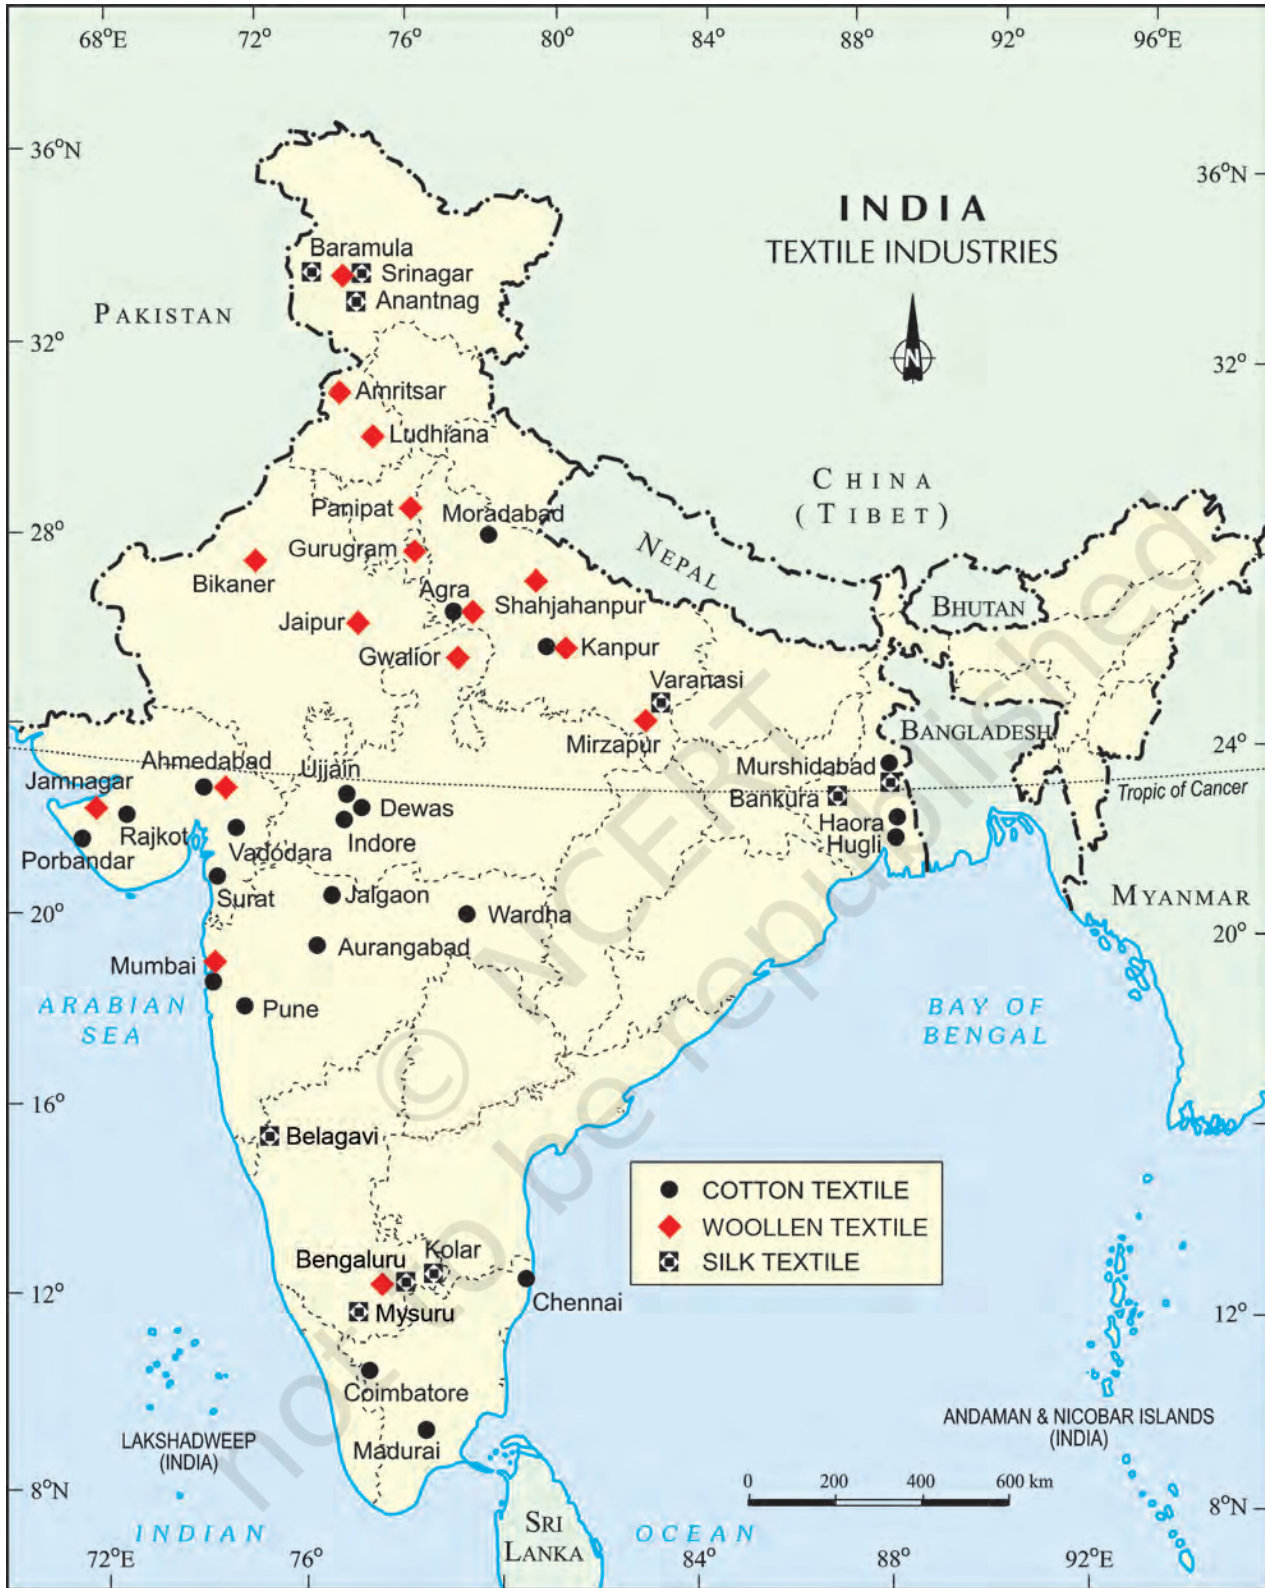 68°E 72° 76° 80° 84° 88° 92° 96°E
36°N
36°N
INDIA
TEXTILE INDUSTRIES
Baramula
Srinagar
Anantnag
PAKISTAN
N
32°
32°
Amritsar
Ludhiana
CHINA
(TIBET)
Panipat
Moradabad
28°
28°
Gurugram
NEPAL
Bikaner
Agra
Shahjahanpur
BHUTAN
Jaipur
Kanpur
Gwalior
Varanasi
Mirzapur
BANGLADESH
24°
Ahmedabad
Ujjain
Murshidabad
Jamnagar
Tropic of Cancer
Bankura
Dewas
Rajkot
Indore
Haora
Hugli
Porbandar
Vadodara
Surat
Jalgaon
MYANMAR
20°
Wardha
20°
Aurangabad
Mumbai
Pune
ARABIAN
SEA
BAY OF
BENGAL
16°
Belagavi
COTTON TEXTILE
WOOLLEN TEXTILE
SILK TEXTILE
Kolar
Bengaluru
12°
Chennai
12°
Mysuru
Coimbatore
Madurai
LAKSHADWEEP
(INDIA)
ANDAMAN & NICOBAR ISLANDS
(INDIA)
0 200 400 600 km
8°N
8°N
SRI
LANKA
INDIAN OCEAN
72°E 76° 84° 88° 92°E
© NCERT
not to be republished